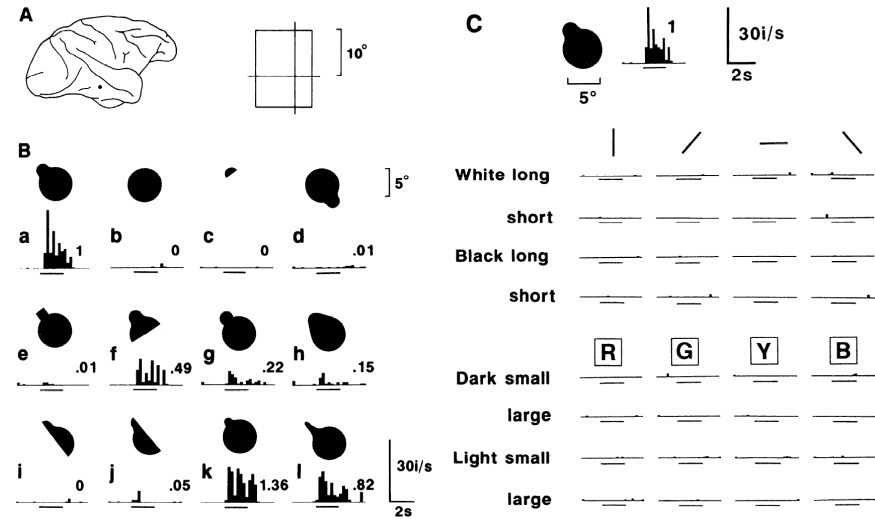 A
10°
B
5°
a 1
b 0
c 0
d .01
e .01
f .49
g .22
h .15
i 0
j .05
k 1.36
l .82
30i/s
2s
C
1
5°
30i/s
2s
White long
short
Black long
short
R G Y B
Dark small
large
Light small
large